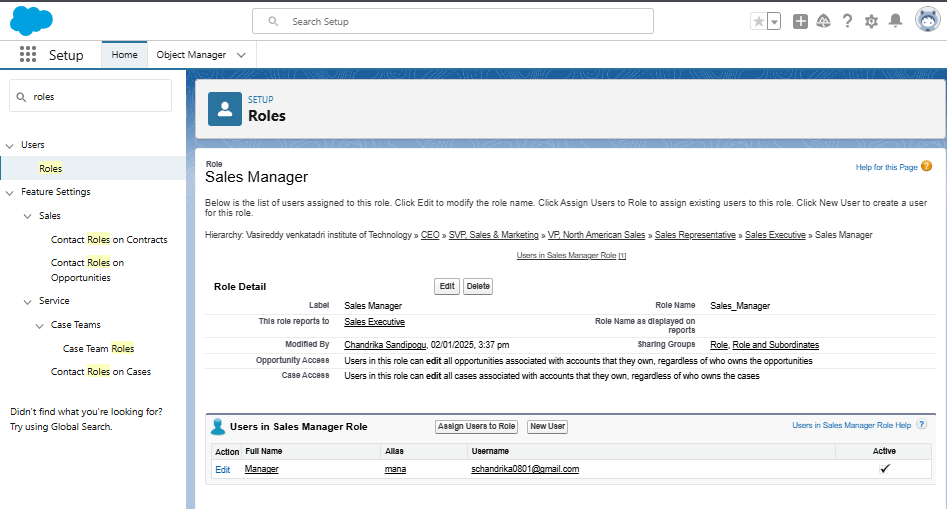 Search Setup
Setup
Home
Object Manager
roles
Users
Roles
Feature Settings
Sales
Contact Roles on Contracts
Contact Roles on
Opportunities
Service
Case Teams
Case Team Roles
Contact Roles on Cases
Didn't find what you're looking for?
Try using Global Search.
SETUP
Roles
Role
Sales Manager
Help for this Page ?
Below is the list of users assigned to this role. Click Edit to modify the role name. Click Assign Users to Role to assign existing users to this role. Click New User to create a user
for this role.
Hierarchy: Vasireddy venkatadri institute of Technology » CEO » SVP, Sales & Marketing » VP, North American Sales » Sales Representative » Sales Executive » Sales Manager
Users in Sales Manager Role [1]
Role Detail Edit Delete
Label Sales Manager Role Name Sales_Manager
This role reports to Sales Executive Role Name as displayed on
reports
Modified By Chandrika Sandipogu, 02/01/2025, 3:37 pm Sharing Groups Role, Role and Subordinates
Opportunity Access Users in this role can edit all opportunities associated with accounts that they own, regardless of who owns the opportunities
Case Access Users in this role can edit all cases associated with accounts that they own, regardless of who owns the cases
Users in Sales Manager Role Assign Users to Role New User Users in Sales Manager Role Help ?
Action Full Name Alias Username Active
Edit Manager mana schandrika0801@gmail.com ✓